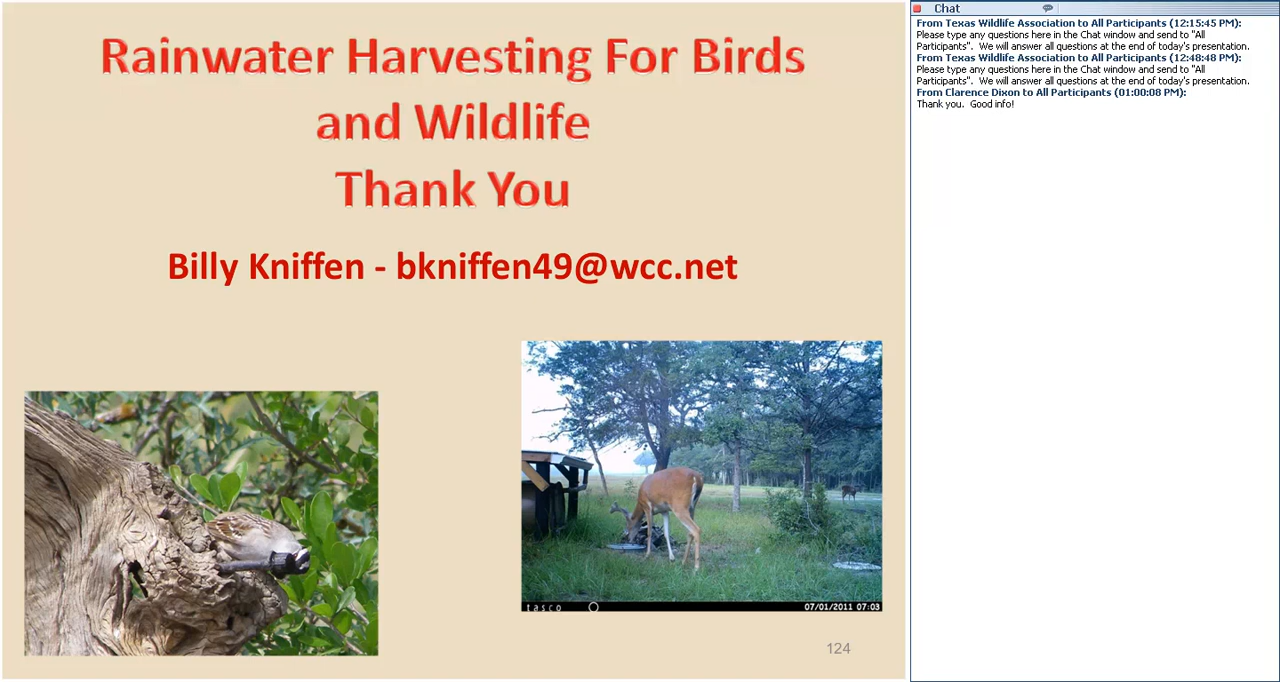 Rainwater Harvesting For Birds
and Wildlife
Thank You
Billy Kniffen - bkniffen49@wcc.net
tasco
07/01/2011 07:03
124
Chat
From Texas Wildlife Association to All Participants (12:15:45 PM):
Please type any questions here in the Chat window and send to "All
Participants".  We will answer all questions at the end of today's presentation.
From Texas Wildlife Association to All Participants (12:48:48 PM):
Please type any questions here in the Chat window and send to "All
Participants".  We will answer all questions at the end of today's presentation.
From Clarence Dixon to All Participants (01:00:08 PM):
Thank you.  Good info!